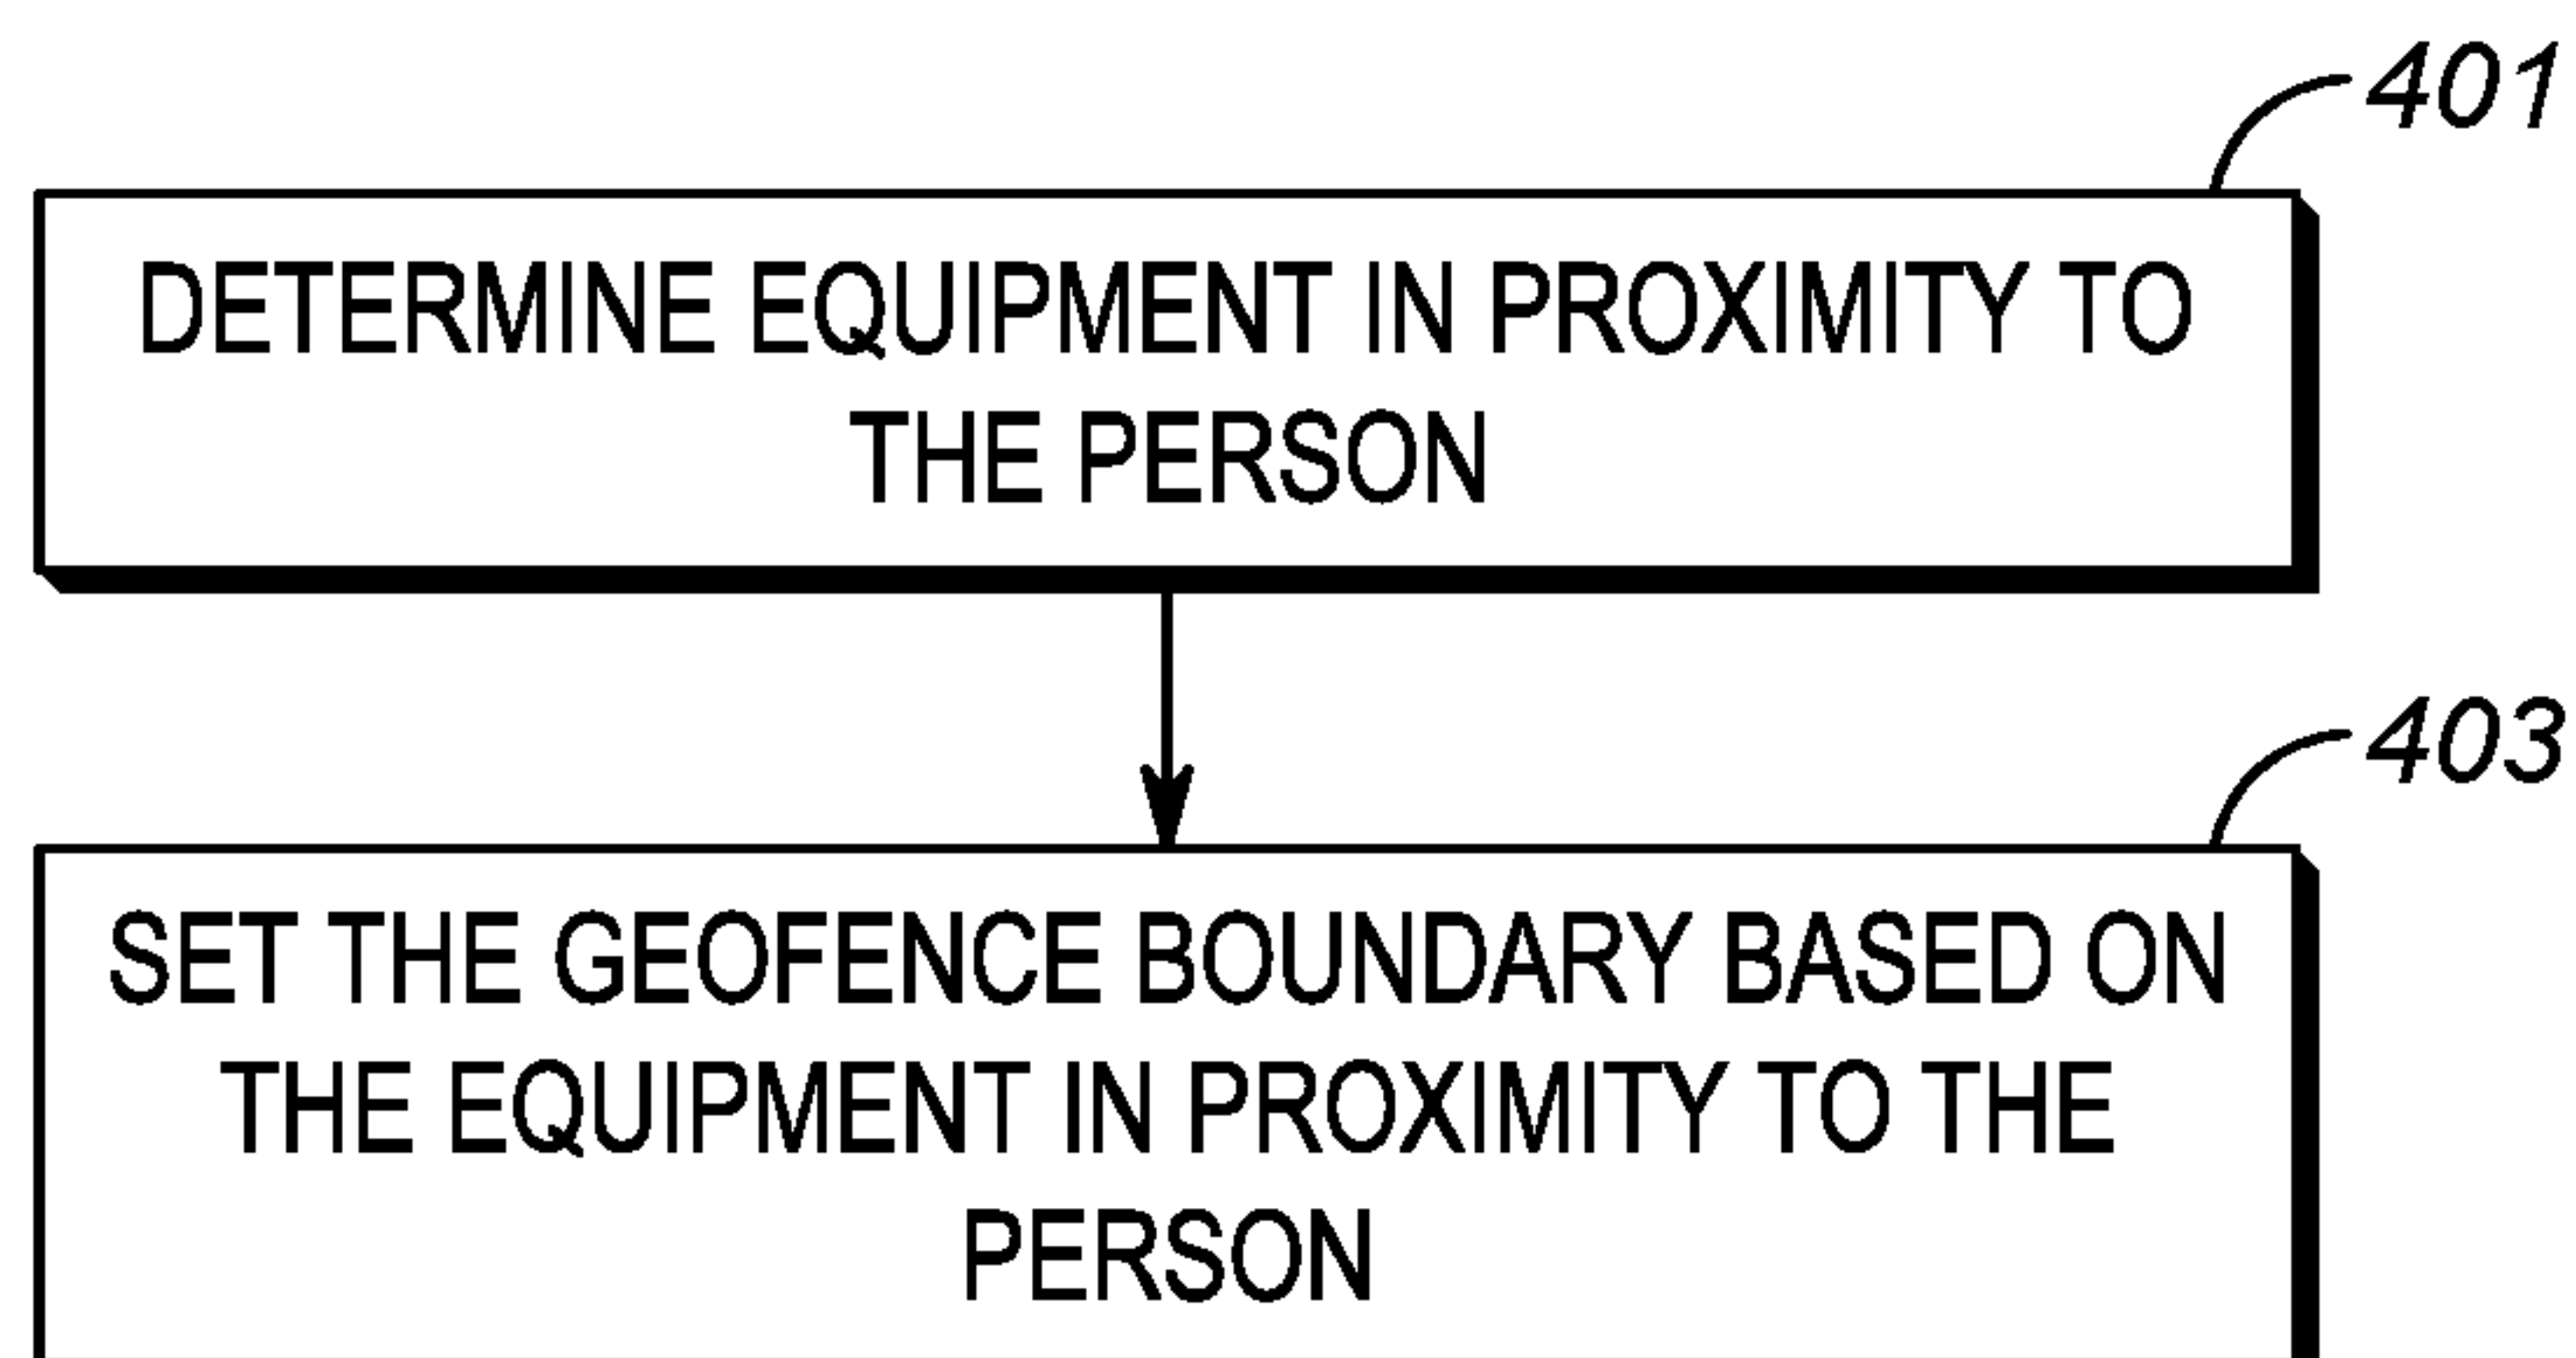 401
DETERMINE EQUIPMENT IN PROXIMITY TO
THE PERSON
403
SET THE GEOFENCE BOUNDARY BASED ON
THE EQUIPMENT IN PROXIMITY TO THE
PERSON